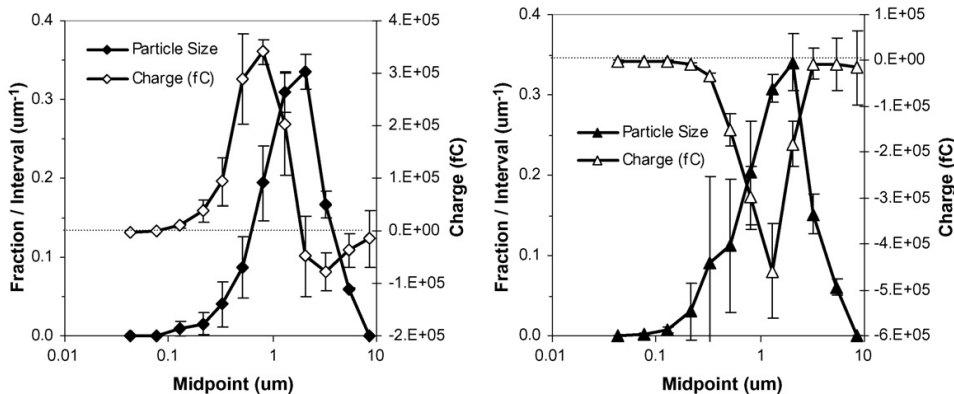 0.4
0.3
0.2
0.1
0.0
Fraction / Interval (um-1)
Particle Size
Charge (fC)
4.E+05
3.E+05
2.E+05
1.E+05
0.E+00
-1.E+05
-2.E+05
Charge (fC)
0.01
0.1
1
10
Midpoint (um)
0.4
0.3
0.2
0.1
0.0
Fraction / Interval (um-1)
Particle Size
Charge (fC)
1.E+05
0.E+00
-1.E+05
-2.E+05
-3.E+05
-4.E+05
-5.E+05
-6.E+05
Charge (fC)
0.01
0.1
1
10
Midpoint (um)